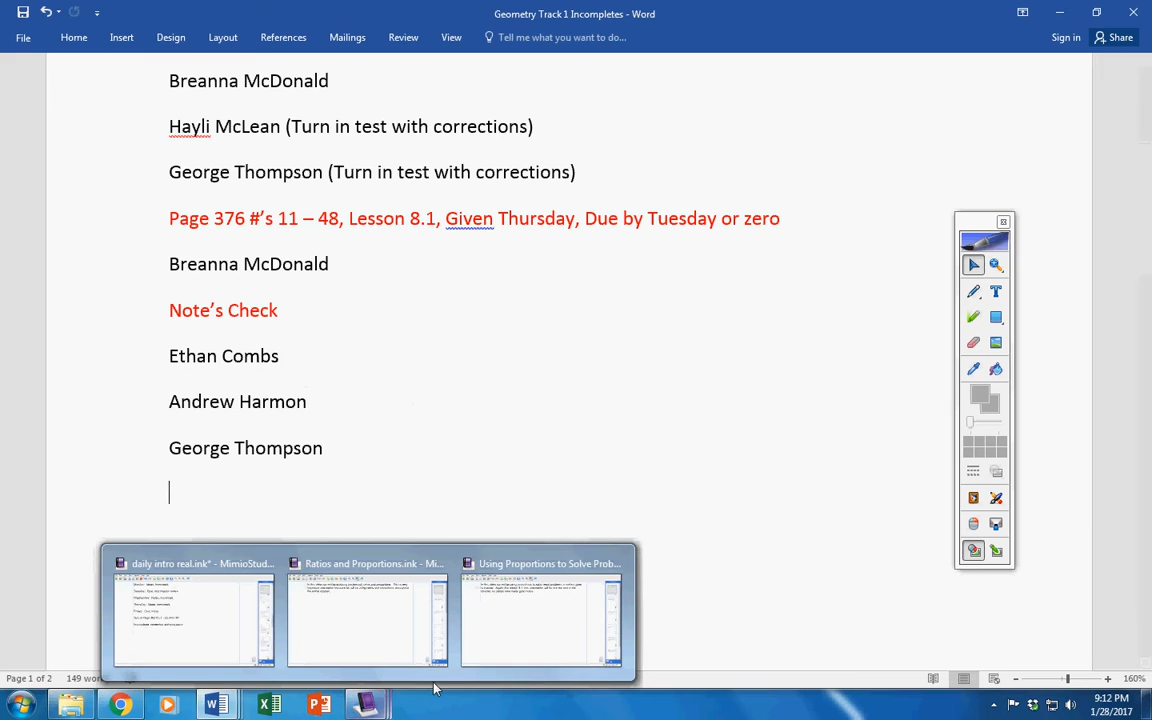 Geometry Track 1 Incompletes - Word
File Home Insert Design Layout References Mailings Review View Tell me what you want to do... Sign in Share
Breanna McDonald
Hayli McLean (Turn in test with corrections)
George Thompson (Turn in test with corrections)
Page 376 #'s 11 – 48, Lesson 8.1, Given Thursday, Due by Tuesday or zero
Breanna McDonald
Note's Check
Ethan Combs
Andrew Harmon
George Thompson
daily intro real.ink* - MimioStud... Ratios and Proportions.ink - Mi... Using Proportions to Solve Prob...
Page 1 of 2 149 160%
9:12 PM
1/28/2017